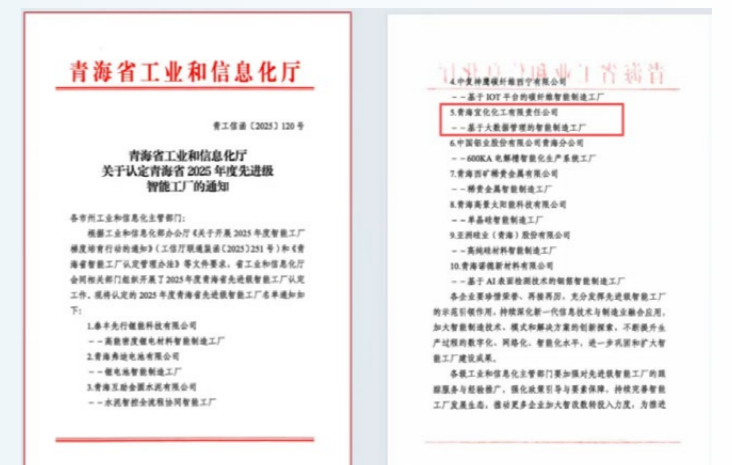 青海省工业和信息化厅
青工信函〔2025〕120号
青海省工业和信息化厅
关于认定青海省2025年度先进级
智能工厂的通知
各市州工业和信息化主管部门：
根据工业和信息化部办公厅《关于开展2025年度智能工厂
梯度培育行动的通知》（工信厅联通装函〔2025〕251号）和《青
海省智能工厂认定管理办法》等文件要求，省工业和信息化厅
会同相关部门组织开展了2025年度青海省先进级智能工厂认定
工作。现将认定的2025年度青海省先进级智能工厂名单通知如
下：
1.泰丰先行锂能科技有限公司
--高能密度锂电材料智能制造工厂
2.青海弗迪电池有限公司
--锂电池智能制造工厂
3.青海互助金圆水泥有限公司
--水泥智控全流程协同智能工厂
4.中复神鹰碳纤维西宁有限公司
--基于IOT平台的碳纤维智能制造工厂
5.青海宜化化工有限责任公司
--基于大数据管理的智能制造工厂
6.中国铝业股份有限公司青海分公司
--600KA电解槽智能化生产系统工厂
7.青海西矿稀贵金属有限公司
--稀贵金属智能制造工厂
8.青海高景太阳能科技有限公司
--单晶硅智能制造工厂
9.亚洲硅业（青海）股份有限公司
--高纯硅材料智能制造工厂
10.青海诺德新材料有限公司
--基于AI表面检测技术的铜箔智能制造工厂
各企业要珍惜荣誉、再接再厉，充分发挥先进级智能工厂
的示范引领作用，持续深化新一代信息技术与制造业融合应用，
加大智能制造技术、模式和解决方案的创新探索，不断提升生
产过程的数字化、网络化、智能化水平，进一步巩固和扩大智
能工厂建设成果。
各级工业和信息化主管部门要加强对先进级智能工厂的跟
踪服务与经验推广，强化政策引导与要素保障，持续完善智能
工厂发展生态，推动更多企业加大智改数转投入力度，为推进